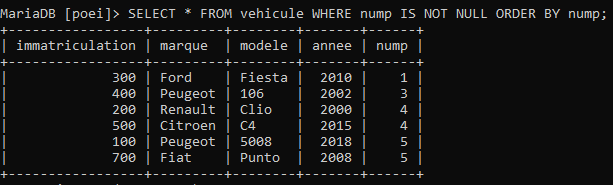 MariaDB [poei]> SELECT * FROM vehicule WHERE nump IS NOT NULL ORDER BY nump;
+-----------------+---------+--------+-------+------+
| immatriculation | marque  | modele | annee | nump |
+-----------------+---------+--------+-------+------+
|             300 | Ford    | Fiesta |  2010 |    1 |
|             400 | Peugeot | 106    |  2002 |    3 |
|             200 | Renault | Clio   |  2000 |    4 |
|             500 | Citroen | C4     |  2015 |    4 |
|             100 | Peugeot | 5008   |  2018 |    5 |
|             700 | Fiat    | Punto  |  2008 |    5 |
+-----------------+---------+--------+-------+------+